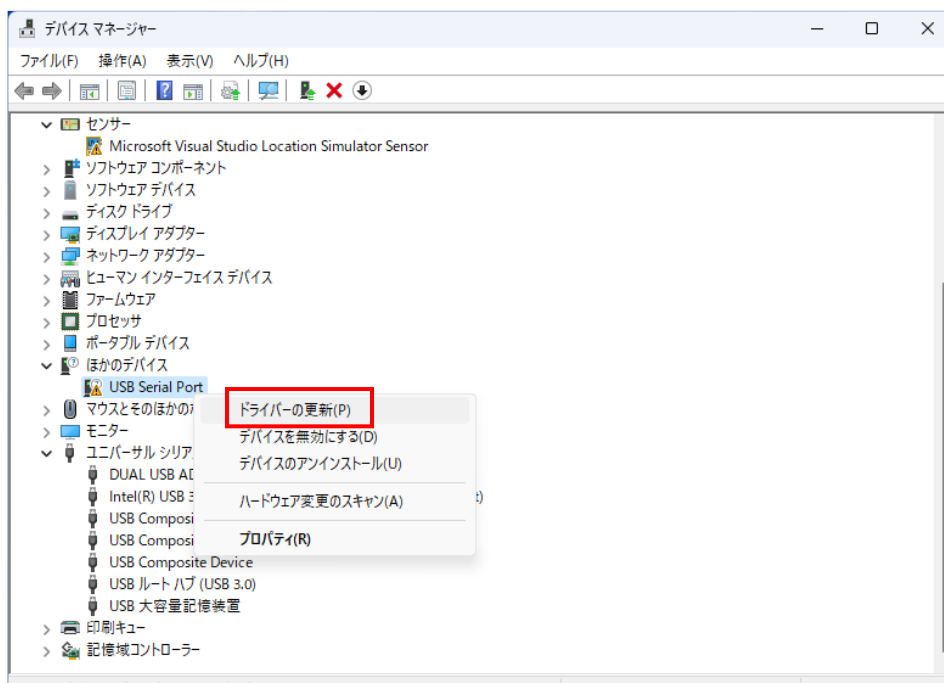 デバイス マネージャー
ファイル(F) 操作(A) 表示(V) ヘルプ(H)
センサー
Microsoft Visual Studio Location Simulator Sensor
ソフトウェア コンポーネント
ソフトウェア デバイス
ディスク ドライブ
ディスプレイ アダプター
ネットワーク アダプター
ヒューマン インターフェイス デバイス
ファームウェア
プロセッサ
ポータブル デバイス
ほかのデバイス
USB Serial Port
マウスとそのほかの
ドライバーの更新(P)
モニター
デバイスを無効にする(D)
ユニバーサル シリア
デバイスのアンインストール(U)
DUAL USB
Intel(R) USB
ハードウェア変更のスキャン(A)
USB Composi
USB Composi
プロパティ(R)
USB Composite Device
USB ルート ハブ (USB 3.0)
USB 大容量記憶装置
印刷キュー
記憶域コントローラー